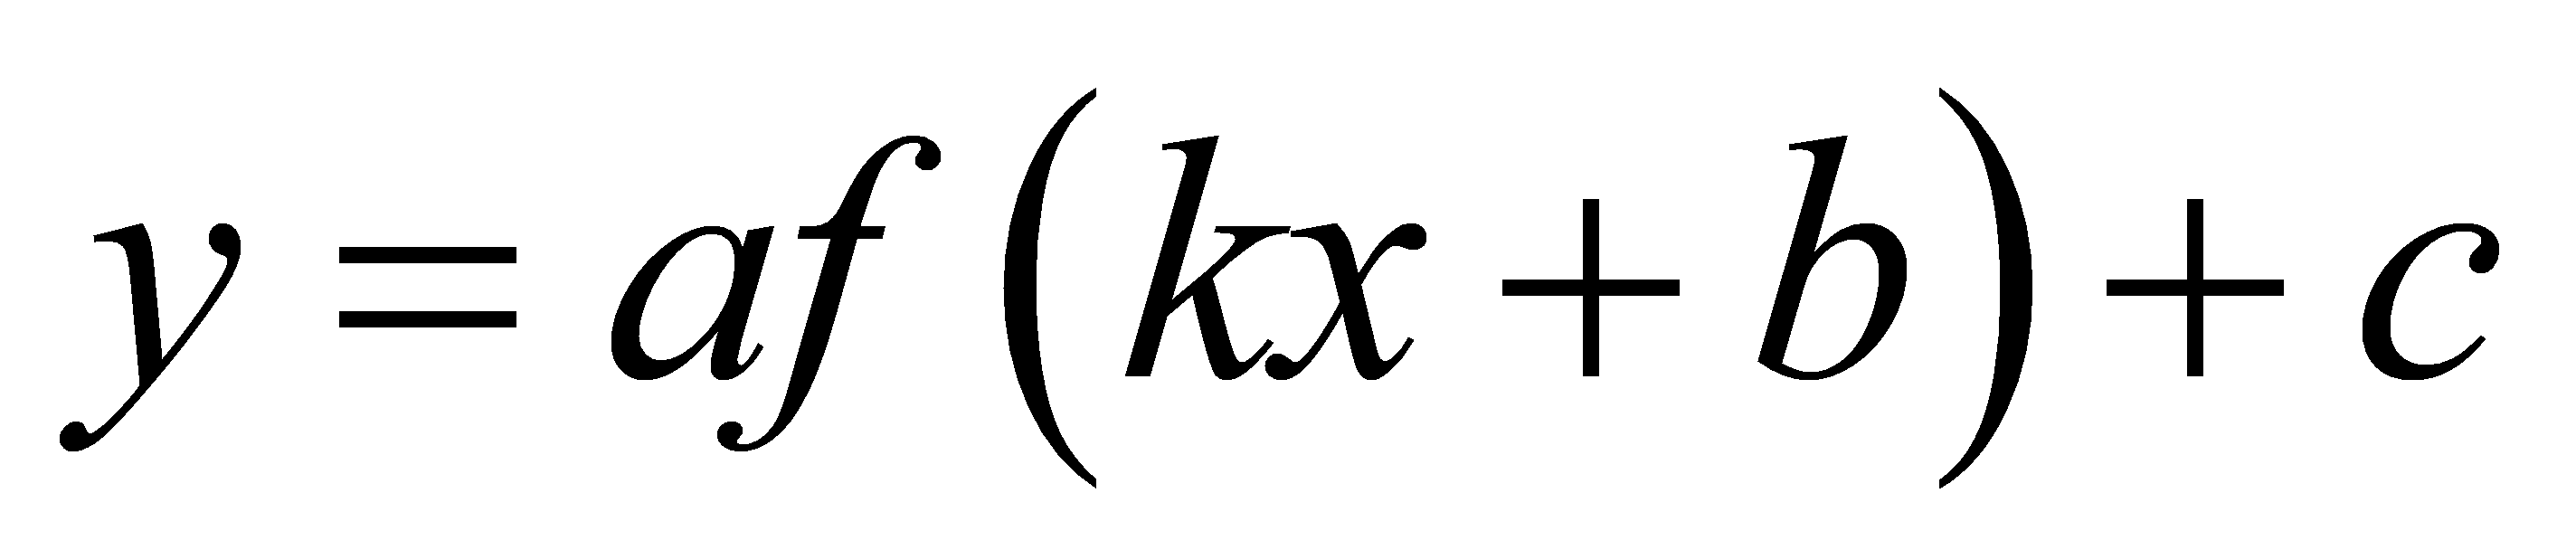 y = af (kx + b) + c